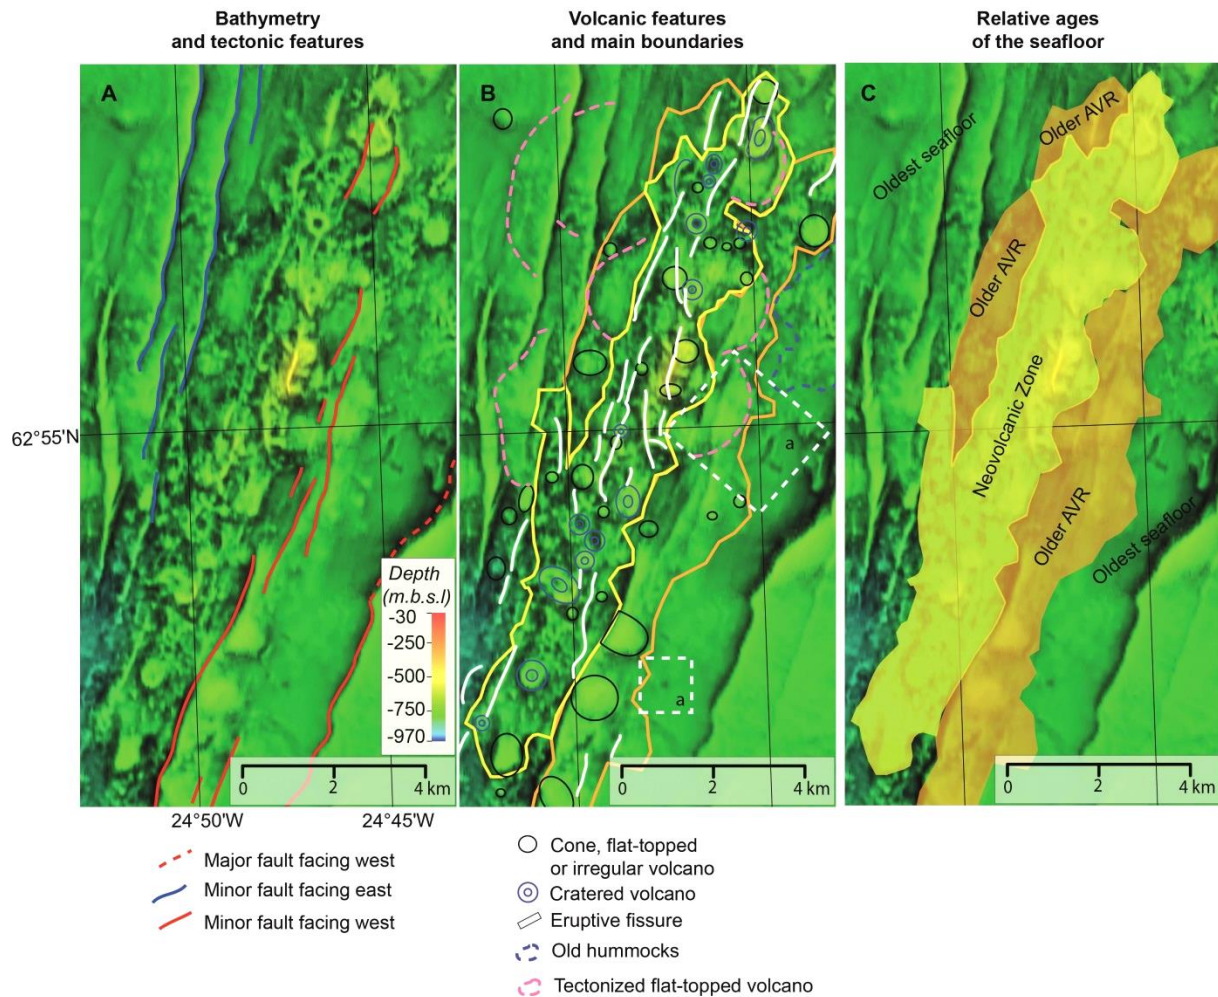 Bathymetry
and tectonic features
Volcanic features
and main boundaries
Relative ages
of the seafloor
A
B
C
Older AVR
Oldest seafloor
Older AVR
Neovolcanic Zone
Older AVR
Oldest seafloor
62°55'N
a
a
Depth
(m.b.s.l)
-30
-250
-500
-750
-970
0 2 4 km
0 2 4 km
0 2 4 km
24°50'W
24°45'W
Major fault facing west
Minor fault facing east
Minor fault facing west
Cone, flat-topped
or irregular volcano
Cratered volcano
Eruptive fissure
Old hummocks
Tectonized flat-topped volcano